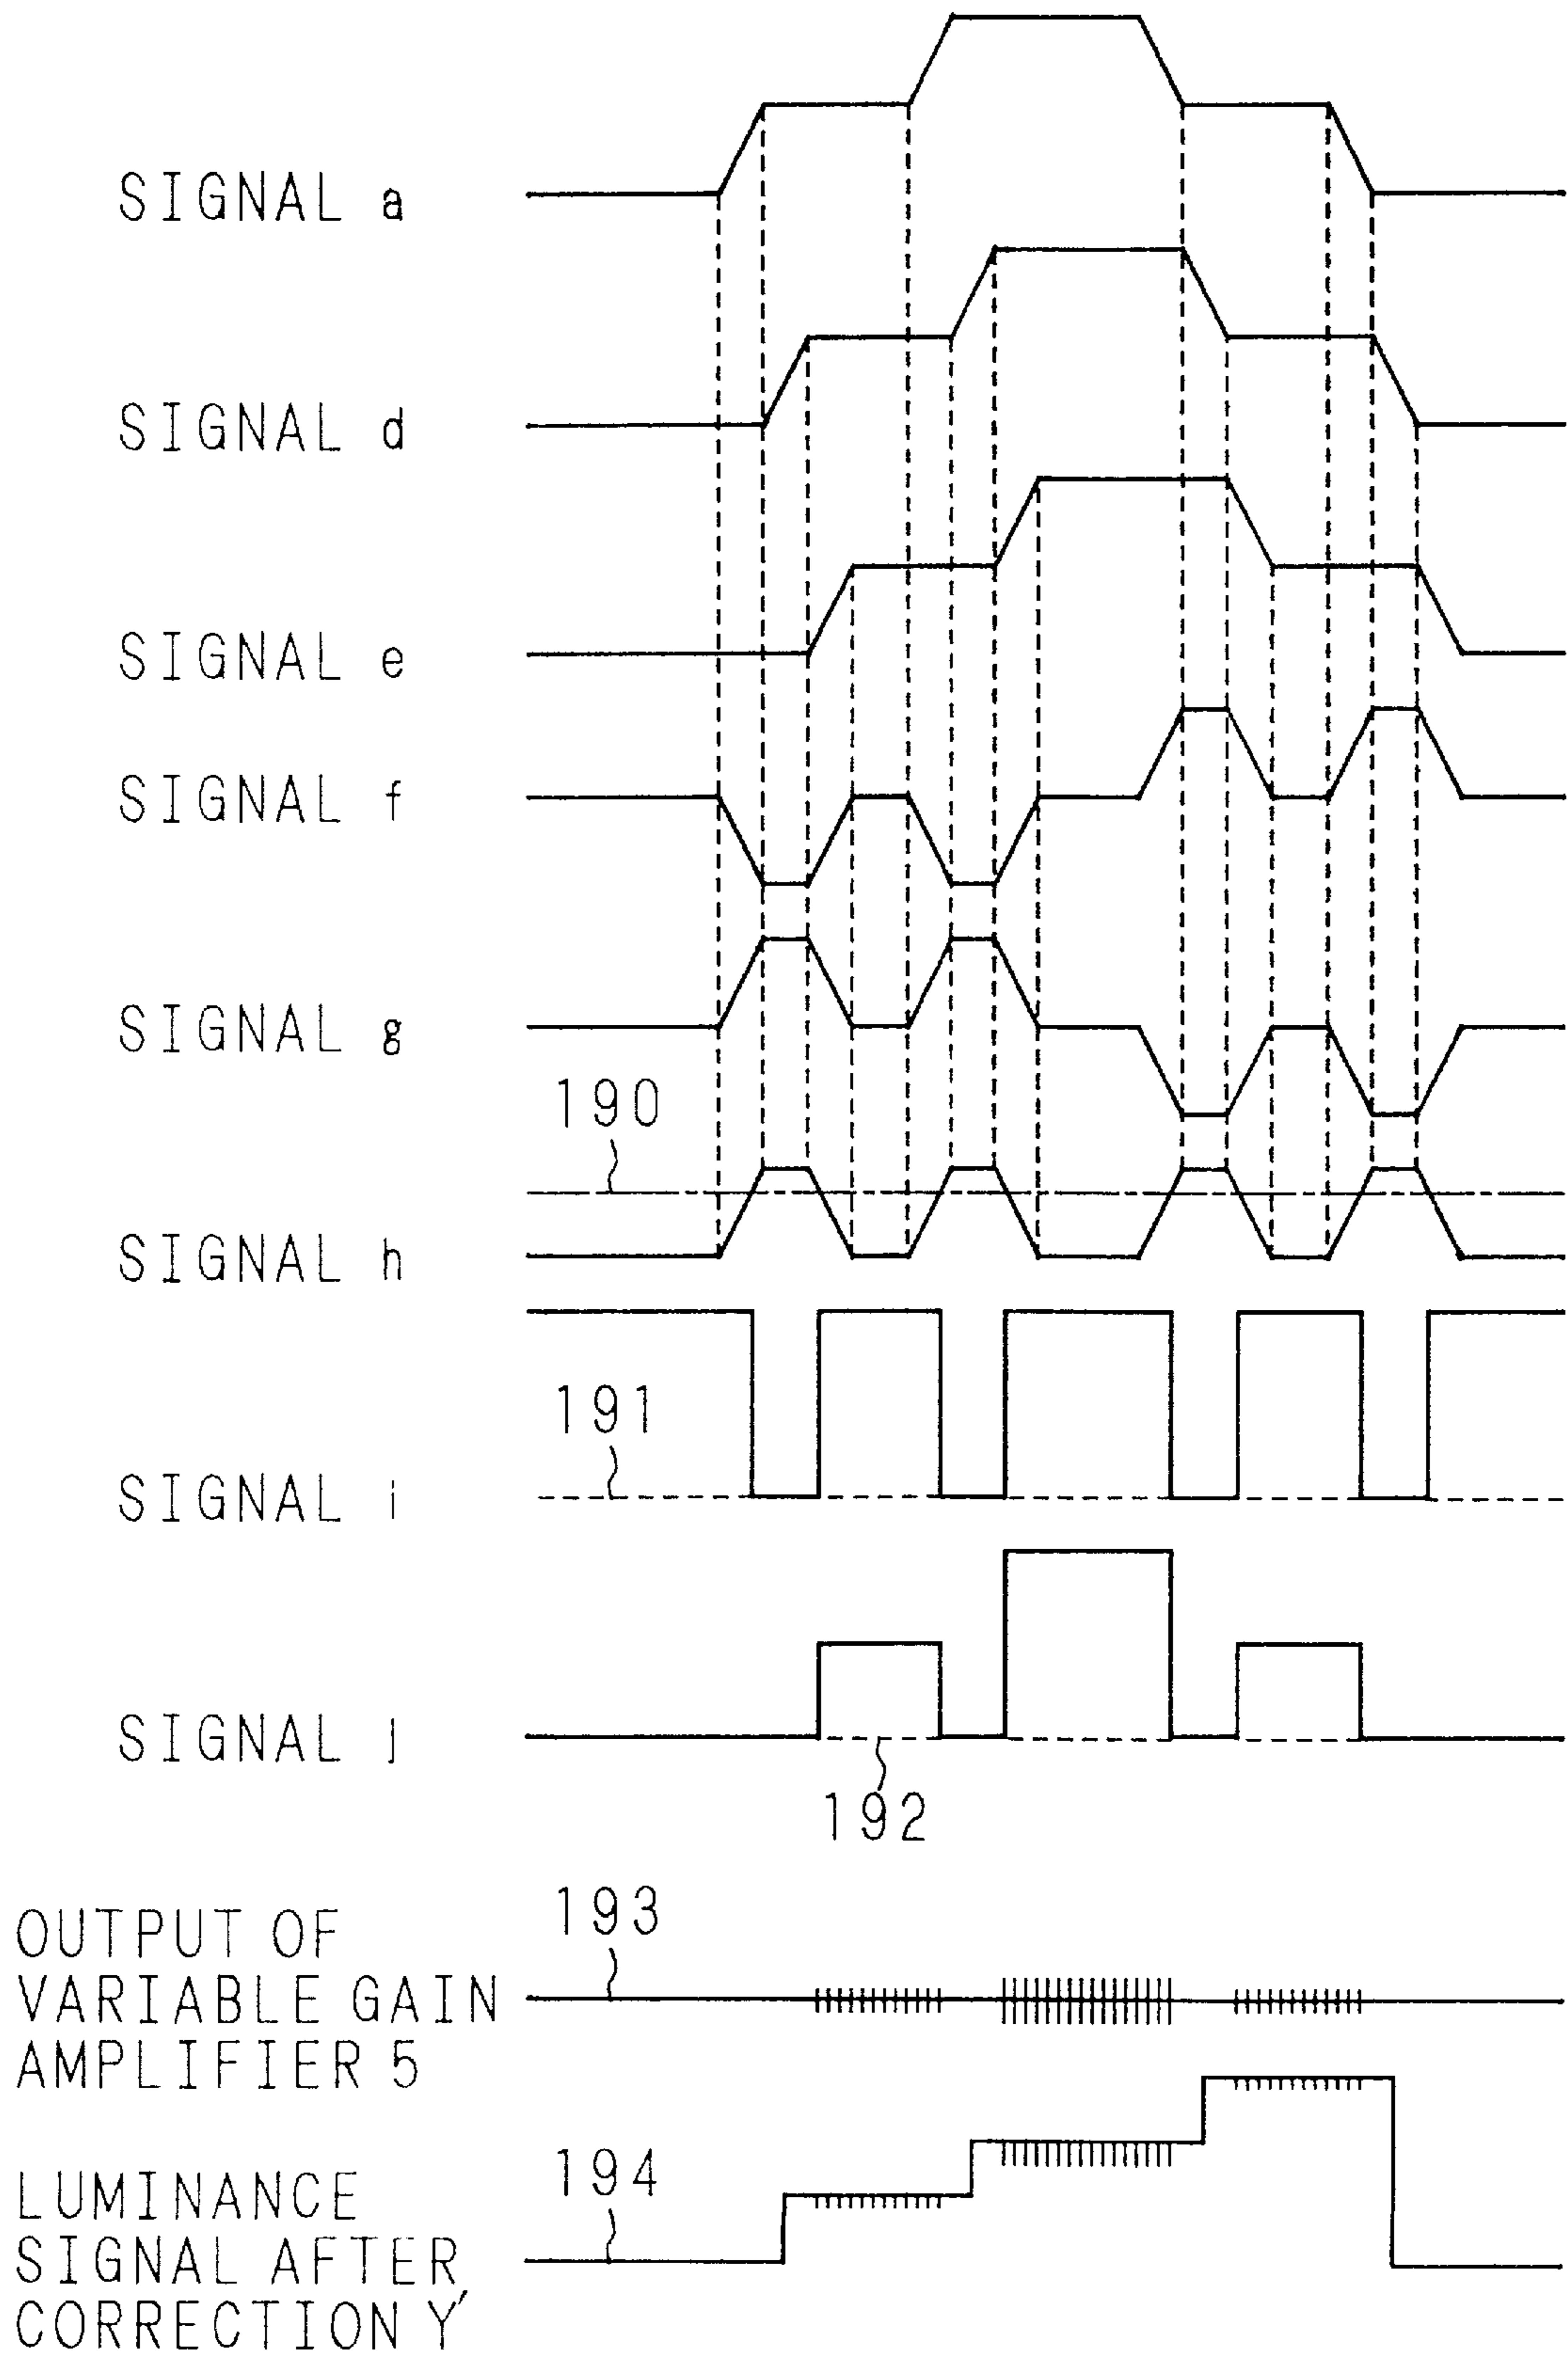 SIGNAL a
SIGNAL d
SIGNAL e
SIGNAL f
SIGNAL g
190
SIGNAL h
191
SIGNAL i
SIGNAL j
192
193
OUTPUT OF
VARIABLE GAIN
AMPLIFIER 5
194
LUMINANCE
SIGNAL AFTER
CORRECTION Y'